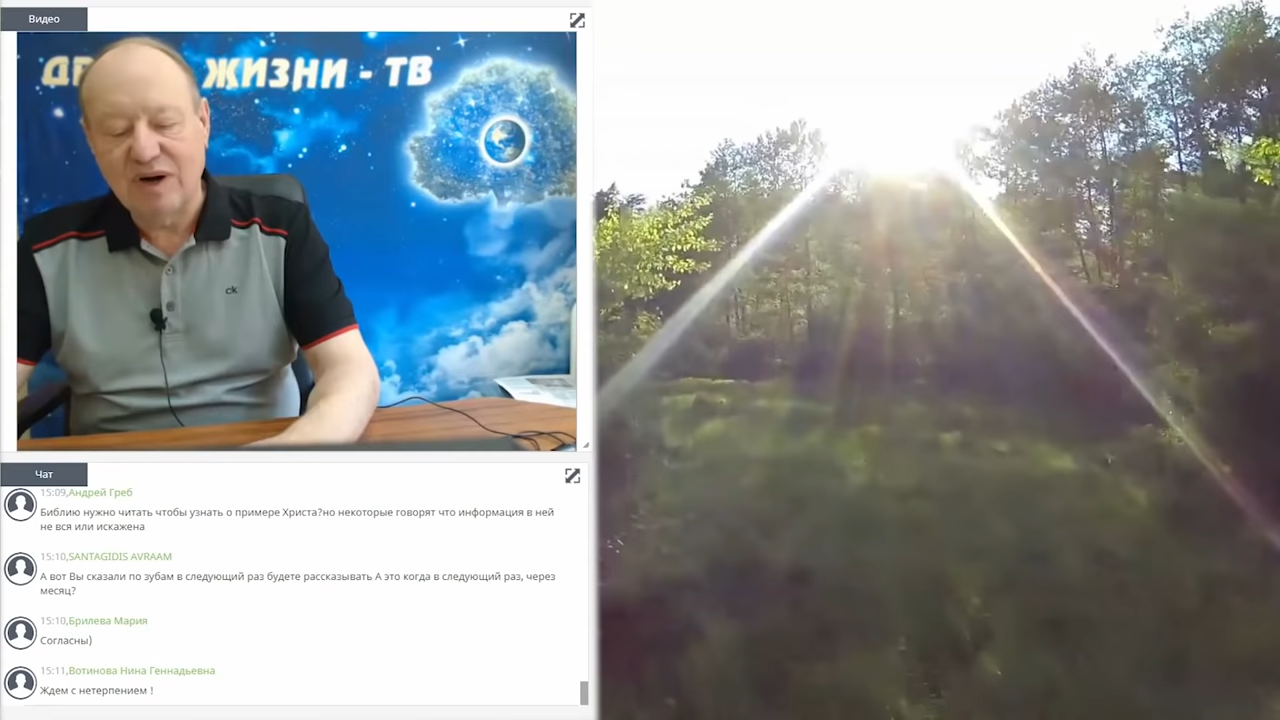 Видео
ЖИЗНИ - ТВ
ck
Чат
15:09,Андрей Греб
Библию нужно читать чтобы узнать о примере Христа?но некоторые говорят что информация в ней
не вся или искажена
15:10,SANTAGIDIS AVRAAM
А вот Вы сказали по зубам в следующий раз будете рассказывать А это когда в следующий раз, через
месяц?
15:10,Брилева Мария
Согласны)
15:11,Вотинова Нина Геннадьевна
Ждем с нетерпением !